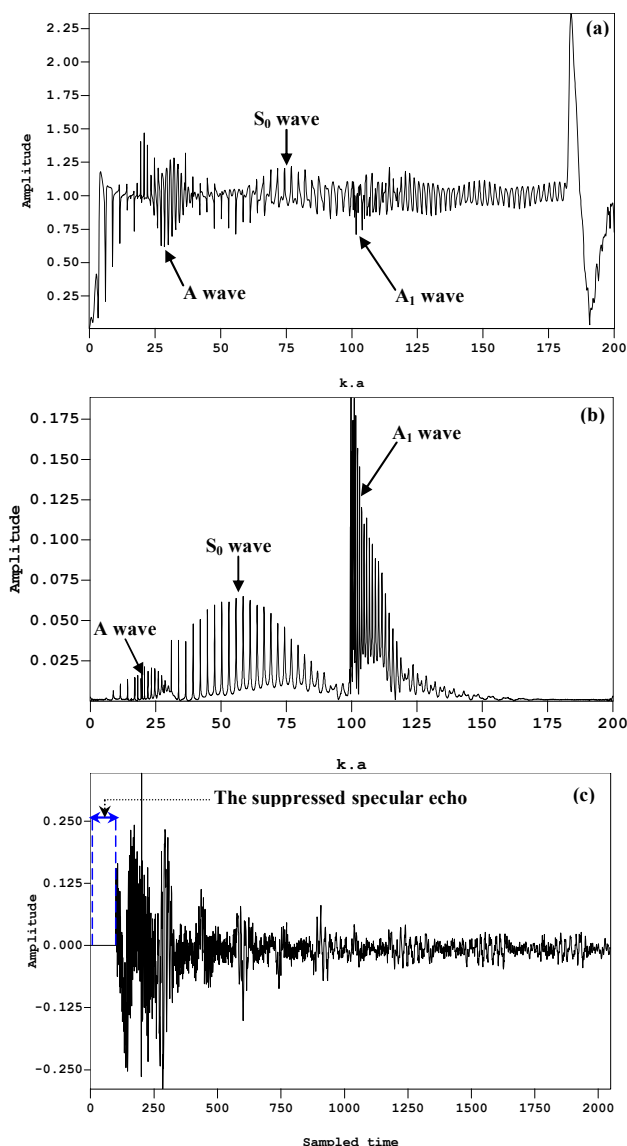 2.25
(a)
2.00
1.75
S₀ wave
1.50
1.25
1.00
0.75
0.50
A wave
A₁ wave
0.25
Amplitude
0 25 50 75 100 125 150 175 200
k.a
(b)
0.175
A₁ wave
0.150
0.125
0.100
S₀ wave
0.075
A wave
0.050
0.025
Amplitude
0 25 50 75 100 125 150 175 200
k.a
The suppressed specular echo
(c)
0.250
0.125
0.000
-0.125
-0.250
Amplitude
0 250 500 750 1000 1250 1500 1750 2000
Sampled time